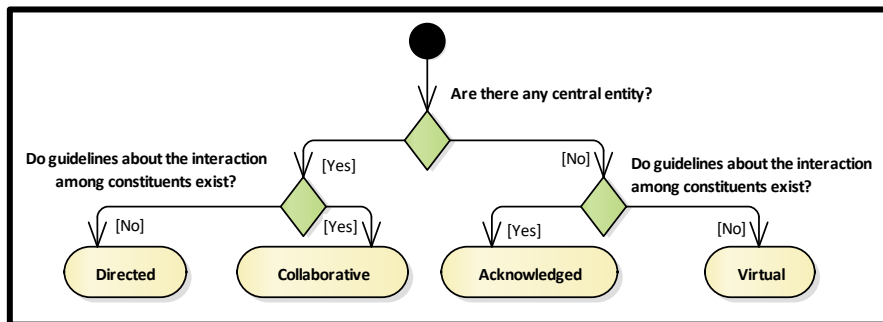 Are there any central entity?
Do guidelines about the interaction
among constituents exist?
[Yes]
[No]
Do guidelines about the interaction
among constituents exist?
[No]
[Yes]
[Yes]
[No]
Directed
Collaborative
Acknowledged
Virtual